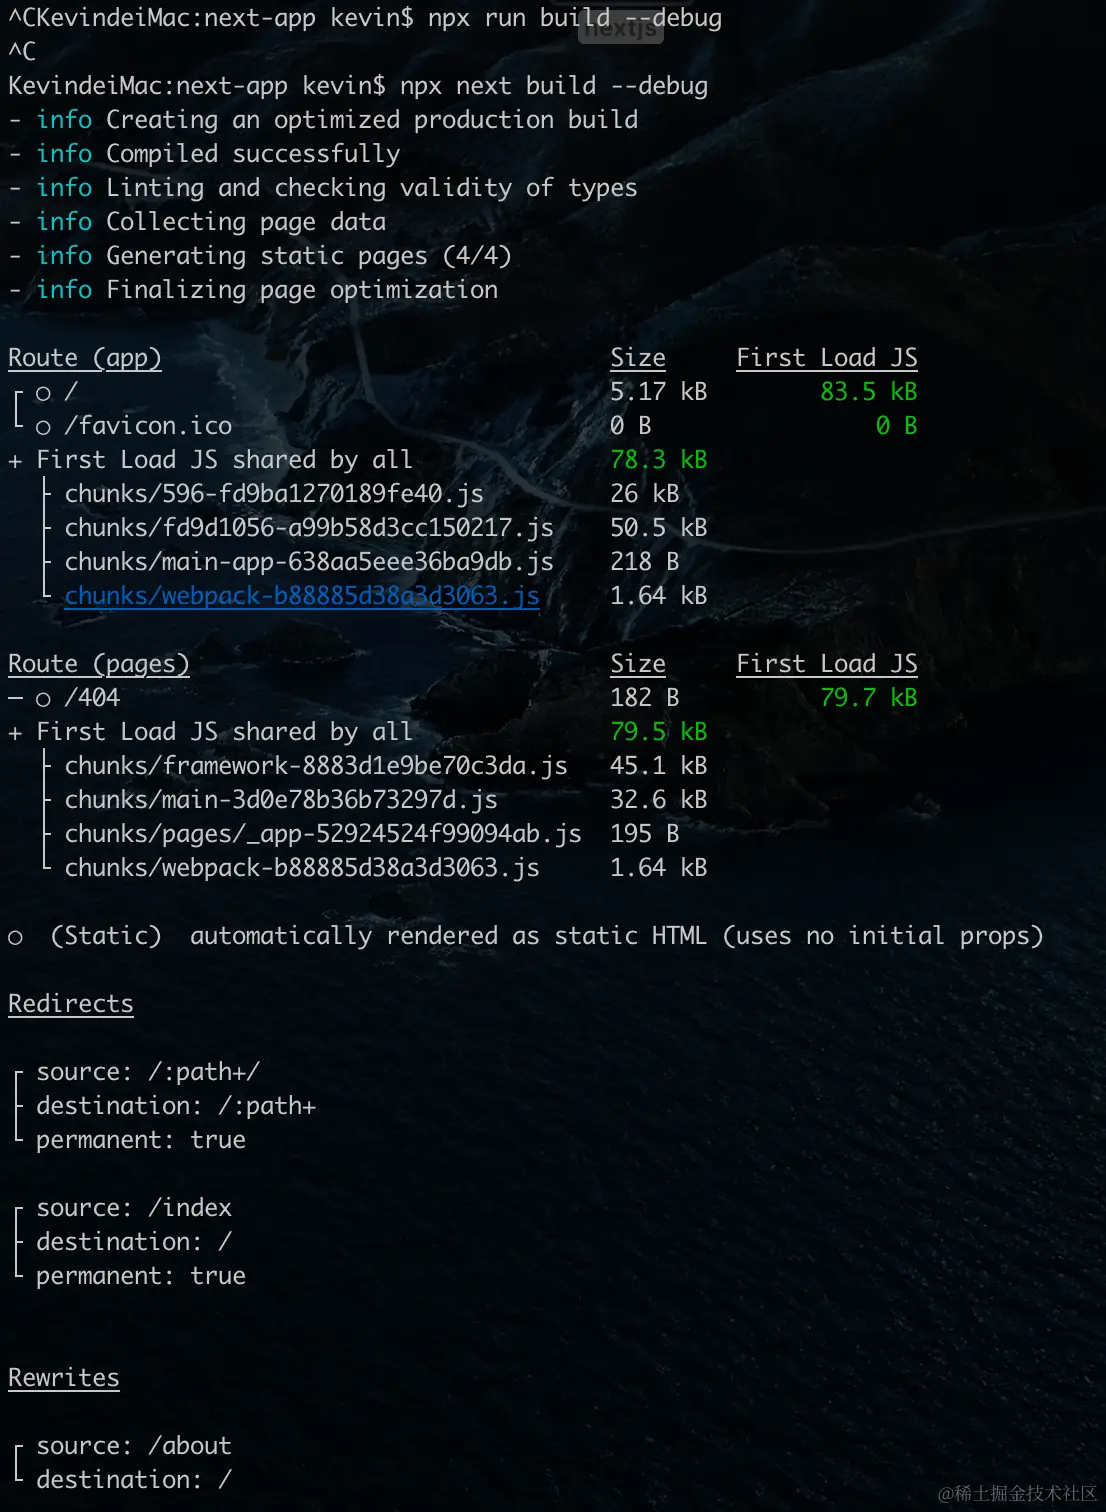 ^CKevindeiMac:next-app kevin$ npx run build --debug
nextjs
^C
KevindeiMac:next-app kevin$ npx next build --debug
- info Creating an optimized production build
- info Compiled successfully
- info Linting and checking validity of types
- info Collecting page data
- info Generating static pages (4/4)
- info Finalizing page optimization
Route (app) Size First Load JS
┌ ○ / 5.17 kB 83.5 kB
└ ○ /favicon.ico 0 B 0 B
+ First Load JS shared by all 78.3 kB
├ chunks/596-fd9ba1270189fe40.js 26 kB
├ chunks/fd9d1056-a99b58d3cc150217.js 50.5 kB
├ chunks/main-app-638aa5eee36ba9db.js 218 B
└ chunks/webpack-b88885d38a3d3063.js 1.64 kB
Route (pages) Size First Load JS
─ ○ /404 182 B 79.7 kB
+ First Load JS shared by all 79.5 kB
├ chunks/framework-8883d1e9be70c3da.js 45.1 kB
├ chunks/main-3d0e78b36b73297d.js 32.6 kB
├ chunks/pages/_app-52924524f99094ab.js 195 B
└ chunks/webpack-b88885d38a3d3063.js 1.64 kB
○ (Static) automatically rendered as static HTML (uses no initial props)
Redirects
┌ source: /:path+/
├ destination: /:path+
└ permanent: true
┌ source: /index
├ destination: /
└ permanent: true
Rewrites
┌ source: /about
└ destination: /
@稀土掘金技术社区